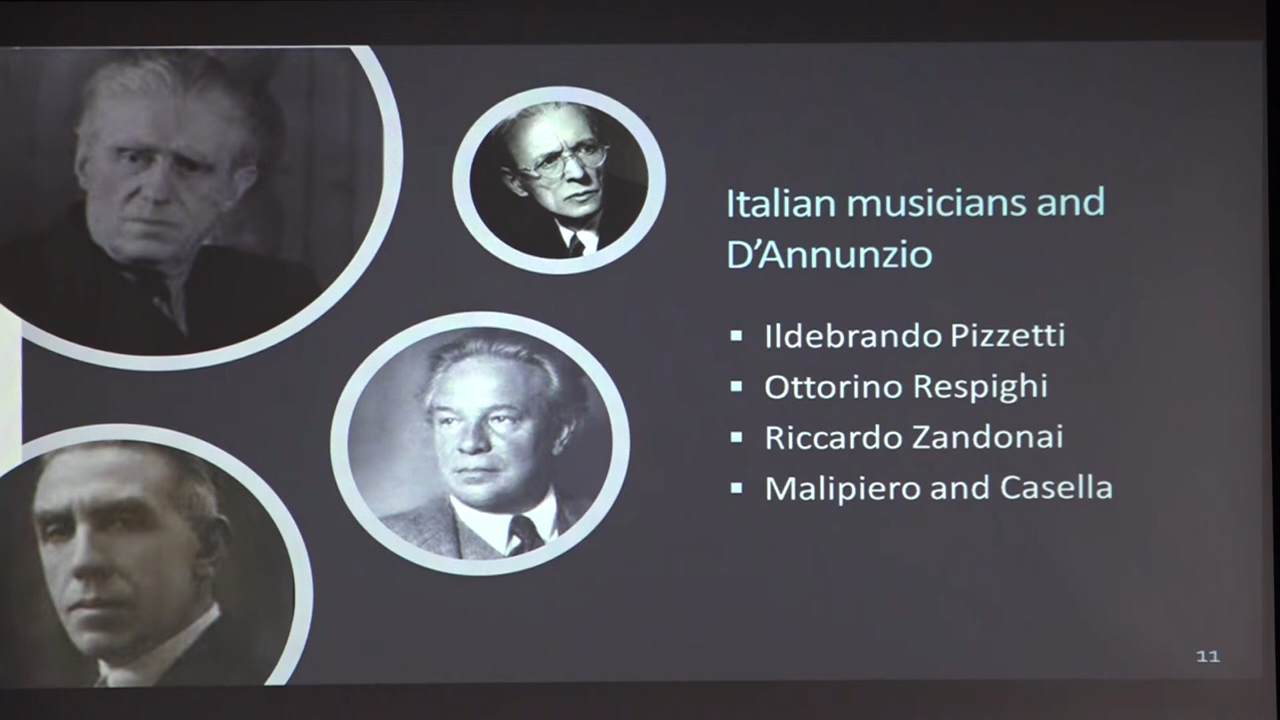 Italian musicians and
D’Annunzio
▪ Ildebrando Pizzetti
▪ Ottorino Respighi
▪ Riccardo Zandonai
▪ Malipiero and Casella
11